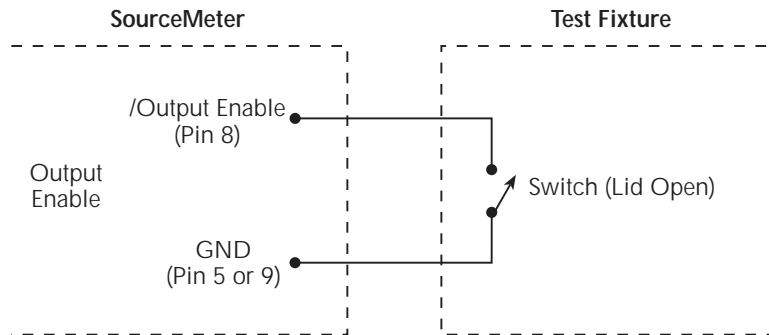 SourceMeter
Test Fixture
/Output Enable
(Pin 8)
Output
Enable
Switch (Lid Open)
GND
(Pin 5 or 9)